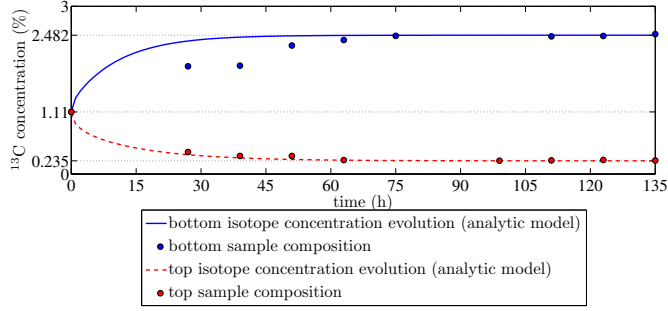 3
2.482
1.11
0.235
0
¹³C concentration (%)
0 15 30 45 60 75 90 105 120 135
time (h)
bottom isotope concentration evolution (analytic model)
bottom sample composition
top isotope concentration evolution (analytic model)
top sample composition